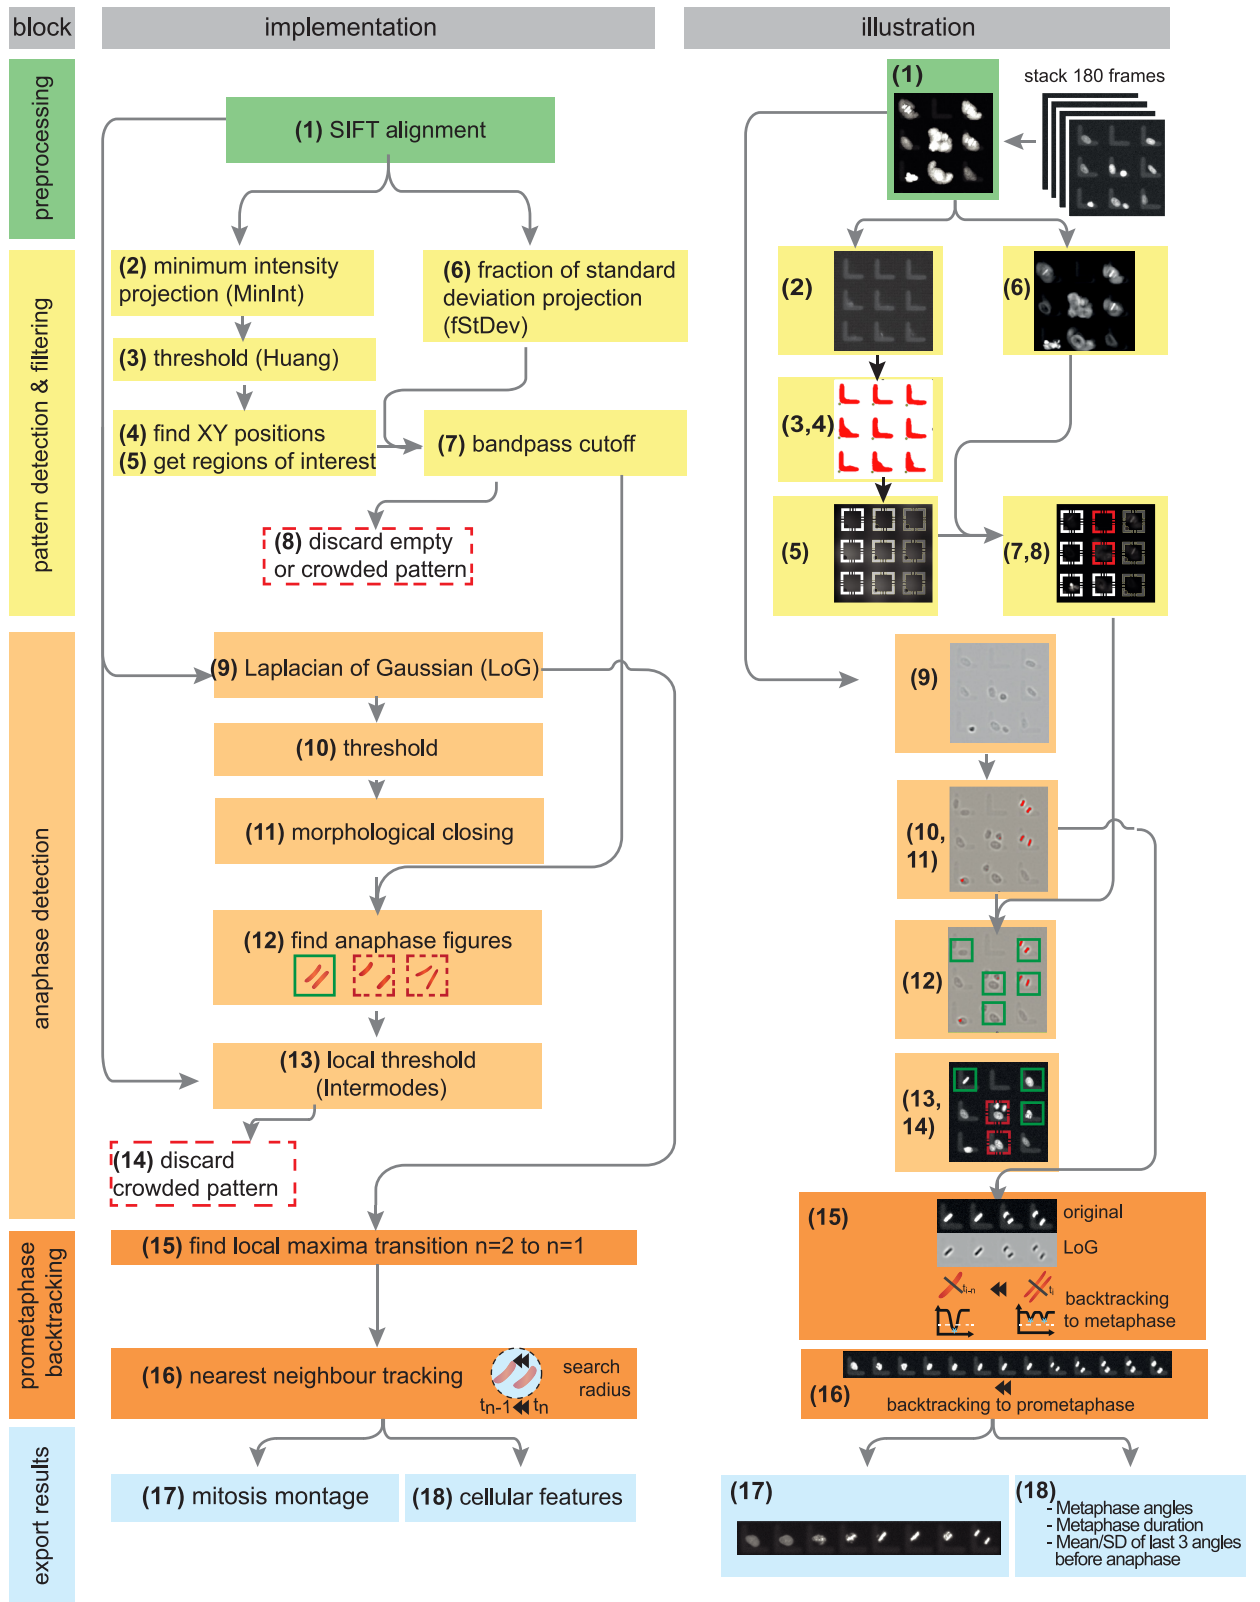 block
implementation
illustration
preprocessing
(1) SIFT alignment
(1)
stack 180 frames
pattern detection & filtering
(2) minimum intensity
projection (MinInt)
(6) fraction of standard
deviation projection
(fStDev)
(3) threshold (Huang)
(4) find XY positions
(5) get regions of interest
(7) bandpass cutoff
(8) discard empty
or crowded pattern
(2)
(6)
(3,4)
(5)
(7,8)
anaphase detection
(9) Laplacian of Gaussian (LoG)
(10) threshold
(11) morphological closing
(12) find anaphase figures
(13) local threshold
(Intermodes)
(14) discard
crowded pattern
(9)
(10,
11)
(12)
(13,
14)
prometaphase
backtracking
(15) find local maxima transition n=2 to n=1
(16) nearest neighbour tracking
search
radius
tn-1 tn
(15)
original
LoG
ti-n
ti
backtracking
to metaphase
(16)
backtracking to prometaphase
export results
(17) mitosis montage
(18) cellular features
(17)
(18)
- Metaphase angles
- Metaphase duration
- Mean/SD of last 3 angles
before anaphase